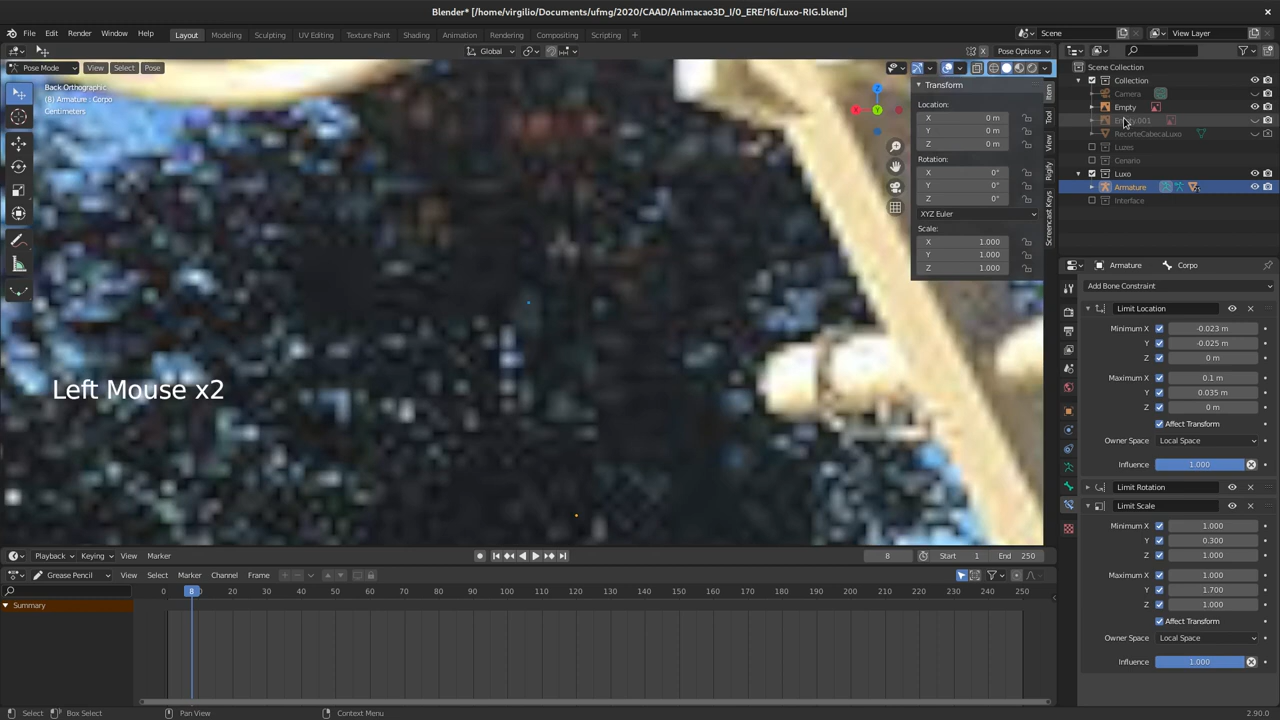 Blender* [/home/virgilio/Documents/ufmg/2020/CAAD/Animacao3D_I/0_ERE/16/Luxo-RIG.blend]
File Edit Render Window Help Layout Modeling Sculpting UV Editing Texture Paint Shading Animation Rendering Compositing Scripting + Scene View Layer
Global Pose Options
Pose Mode View Select Pose
Back Orthographic
(8) Armature : Corpo
Centimeters
Left Mouse x2
X
Y
Z
Transform
Location:
X 0 m
Y 0 m
Z 0 m
Rotation:
X 0°
Y 0°
Z 0°
XYZ Euler
Scale:
X 1.000
Y 1.000
Z 1.000
Item
Tool
View
Rigify
Screencast Keys
Scene Collection
Collection
Camera
Empty
RecorteCabecaLuxo
Luzes
Cenario
Luxo
Armature
Interface
Armature Corpo
Add Bone Constraint
Limit Location
Minimum X -0.023 m
Y -0.025 m
Z 0 m
Maximum X 0.1 m
Y 0.035 m
Z 0 m
Affect Transform
Owner Space Local Space
Influence 1.000
Limit Rotation
Limit Scale
Minimum X 1.000
Y 0.300
Z 1.000
Maximum X 1.000
Y 1.700
Z 1.000
Affect Transform
Owner Space Local Space
Influence 1.000
Playback Keying View Marker 8 Start 1 End 250
Grease Pencil View Select Marker Channel Frame
0 8 20 30 40 50 60 70 80 90 100 110 120 130 140 150 160 170 180 190 200 210 220 230 240 250
Summary
Select Box Select Pan View Context Menu 2.90.0